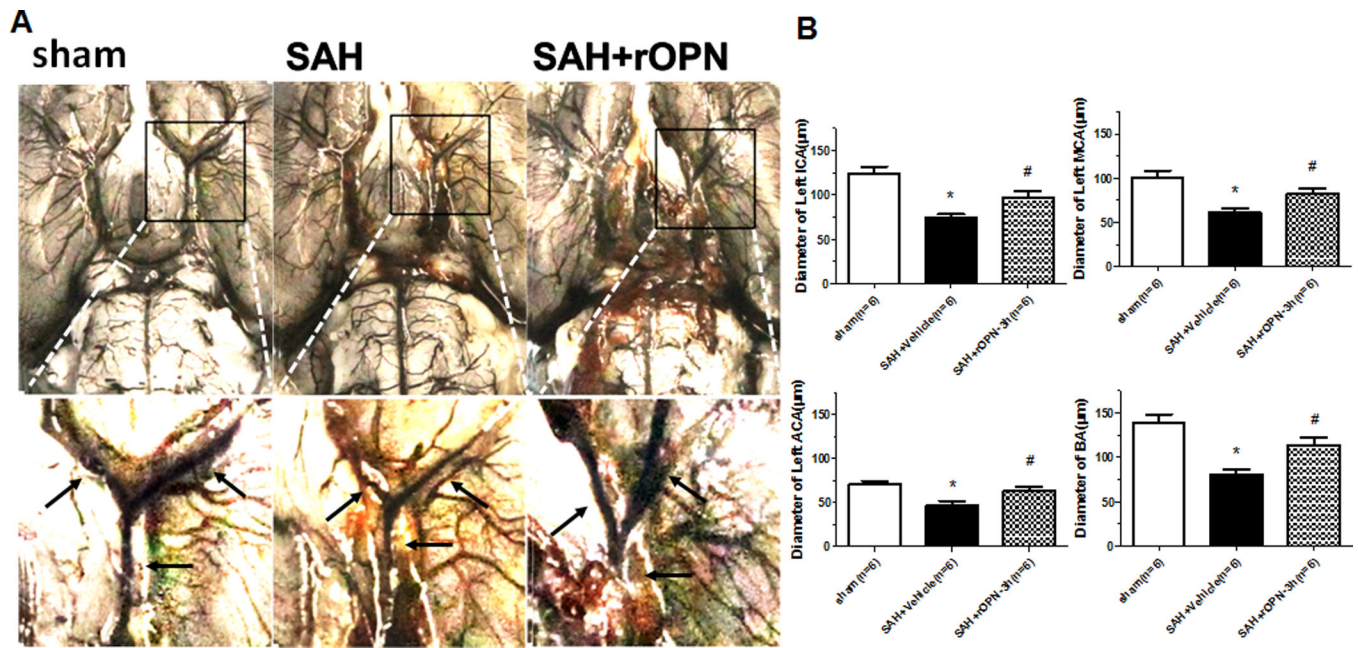 A
sham
SAH
SAH+rOPN
B
Diameter of Left ICA(μm)
150
100
75
50
0
sham(n=6)
SAH+Vehicle(n=6)
SAH+rOPN-3h(n=6)
*
#
Diameter of Left MCA(μm)
150
100
50
0
sham(n=6)
SAH+Vehicle(n=6)
SAH+rOPN-3h(n=6)
*
#
Diameter of Left ACA(μm)
150
100
50
0
sham(n=6)
SAH+Vehicle(n=6)
SAH+rOPN-3h(n=6)
*
#
Diameter of BA(μm)
150
100
50
0
sham(n=6)
SAH+Vehicle(n=6)
SAH+rOPN-3h(n=6)
*
#